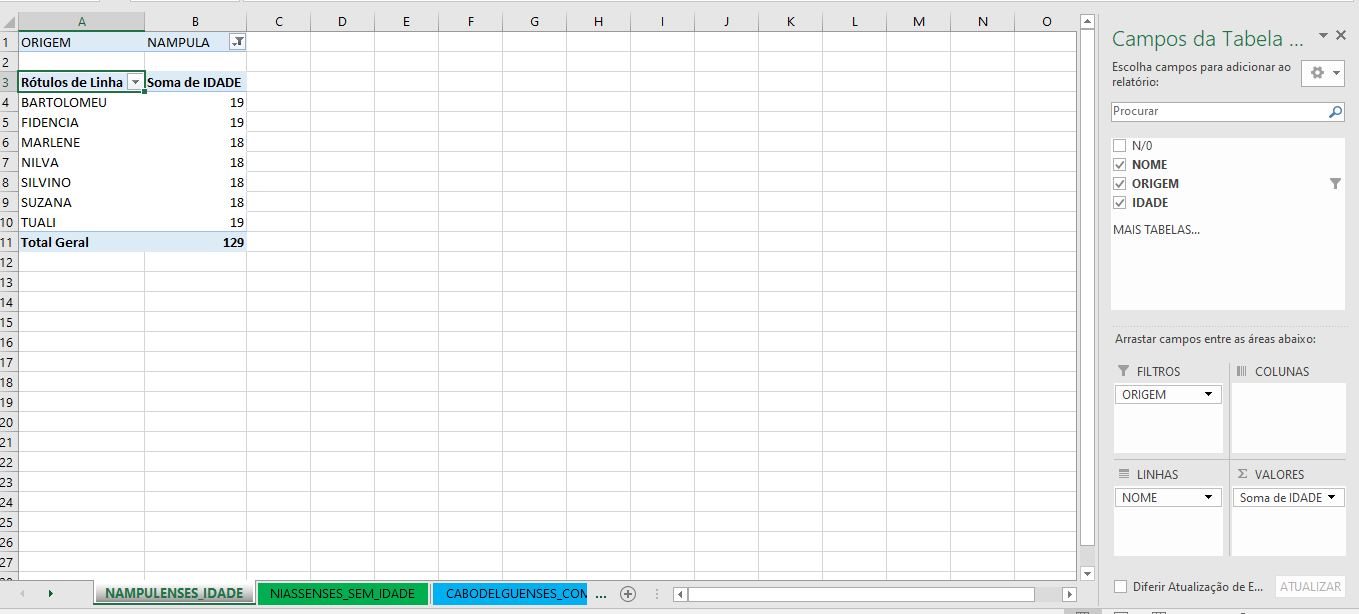 A B C D E F G H I J K L M N O
1 ORIGEM NAMPULA
2
3 Rótulos de Linha Soma de IDADE
4 BARTOLOMEU 19
5 FIDENCIA 19
6 MARLENE 18
7 NILVA 18
8 SILVINO 18
9 SUZANA 18
10 TUALI 19
11 Total Geral 129
12
13
14
15
16
17
18
19
20
21
22
23
24
25
26
27
NAMPULENSES_IDADE NIASSENSES_SEM_IDADE CABODELGUENSES_COM ...
Campos da Tabela ...
Escolha campos para adicionar ao
relatório:
Procurar
N/0
NOME
ORIGEM
IDADE
MAIS TABELAS...
Arrastar campos entre as áreas abaixo:
FILTROS COLUNAS
ORIGEM
LINHAS Σ VALORES
NOME Soma de IDADE
Diferir Atualização de E... ATUALIZAR